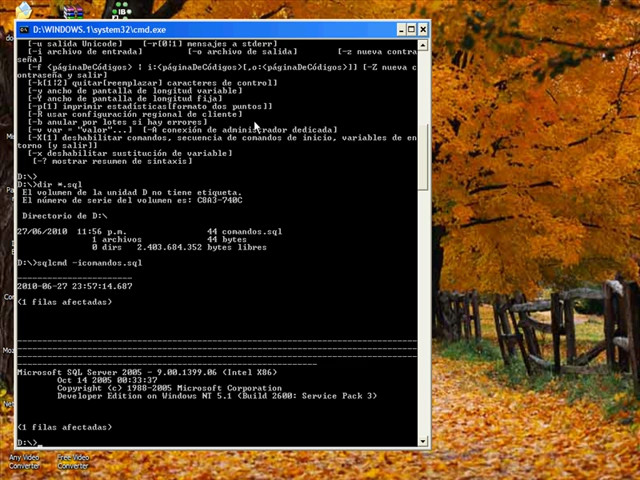 D:\WINDOWS.1\system32\cmd.exe
[-u salida Unicode]    [-r[0|1] mensajes a stderr]
[-i archivo de entrada]    [-o archivo de salida]    [-z nueva contra
seña]
[-f <páginaDeCódigos> | i:<páginaDeCódigos>[,o:<páginaDeCódigos>]] [-Z nueva c
ontraseña y salir]
[-k[1|2] quitar[reemplazar] caracteres de control]
[-y ancho de pantalla de longitud variable]
[-Y ancho de pantalla de longitud fija]
[-p[1] imprimir estadísticas[formato dos puntos]]
[-R usar configuración regional de cliente]
[-b anular por lotes si hay errores]
[-v var = "valor"...]  [-A conexión de administrador dedicada]
[-X[1] deshabilitar comandos, secuencia de comandos de inicio, variables de en
torno [y salir]]
[-x deshabilitar sustitución de variable]
[-? mostrar resumen de sintaxis]
D:\>
D:\>dir *.sql
El volumen de la unidad D no tiene etiqueta.
El número de serie del volumen es: C8A3-740C
Directorio de D:\
27/06/2010  11:56 p.m.    44 comandos.sql
1 archivos    44 bytes
0 dirs   2.403.684.352 bytes libres
D:\>sqlcmd -icomandos.sql
-----------------------
2010-06-27 23:57:14.687
(1 filas afectadas)
Microsoft SQL Server 2005 - 9.00.1399.06 (Intel X86)
Oct 14 2005 00:33:37
Copyright (c) 1988-2005 Microsoft Corporation
Developer Edition on Windows NT 5.1 (Build 2600: Service Pack 3)
(1 filas afectadas)
D:\>_
Any Video
Converter
Free Video
Converter